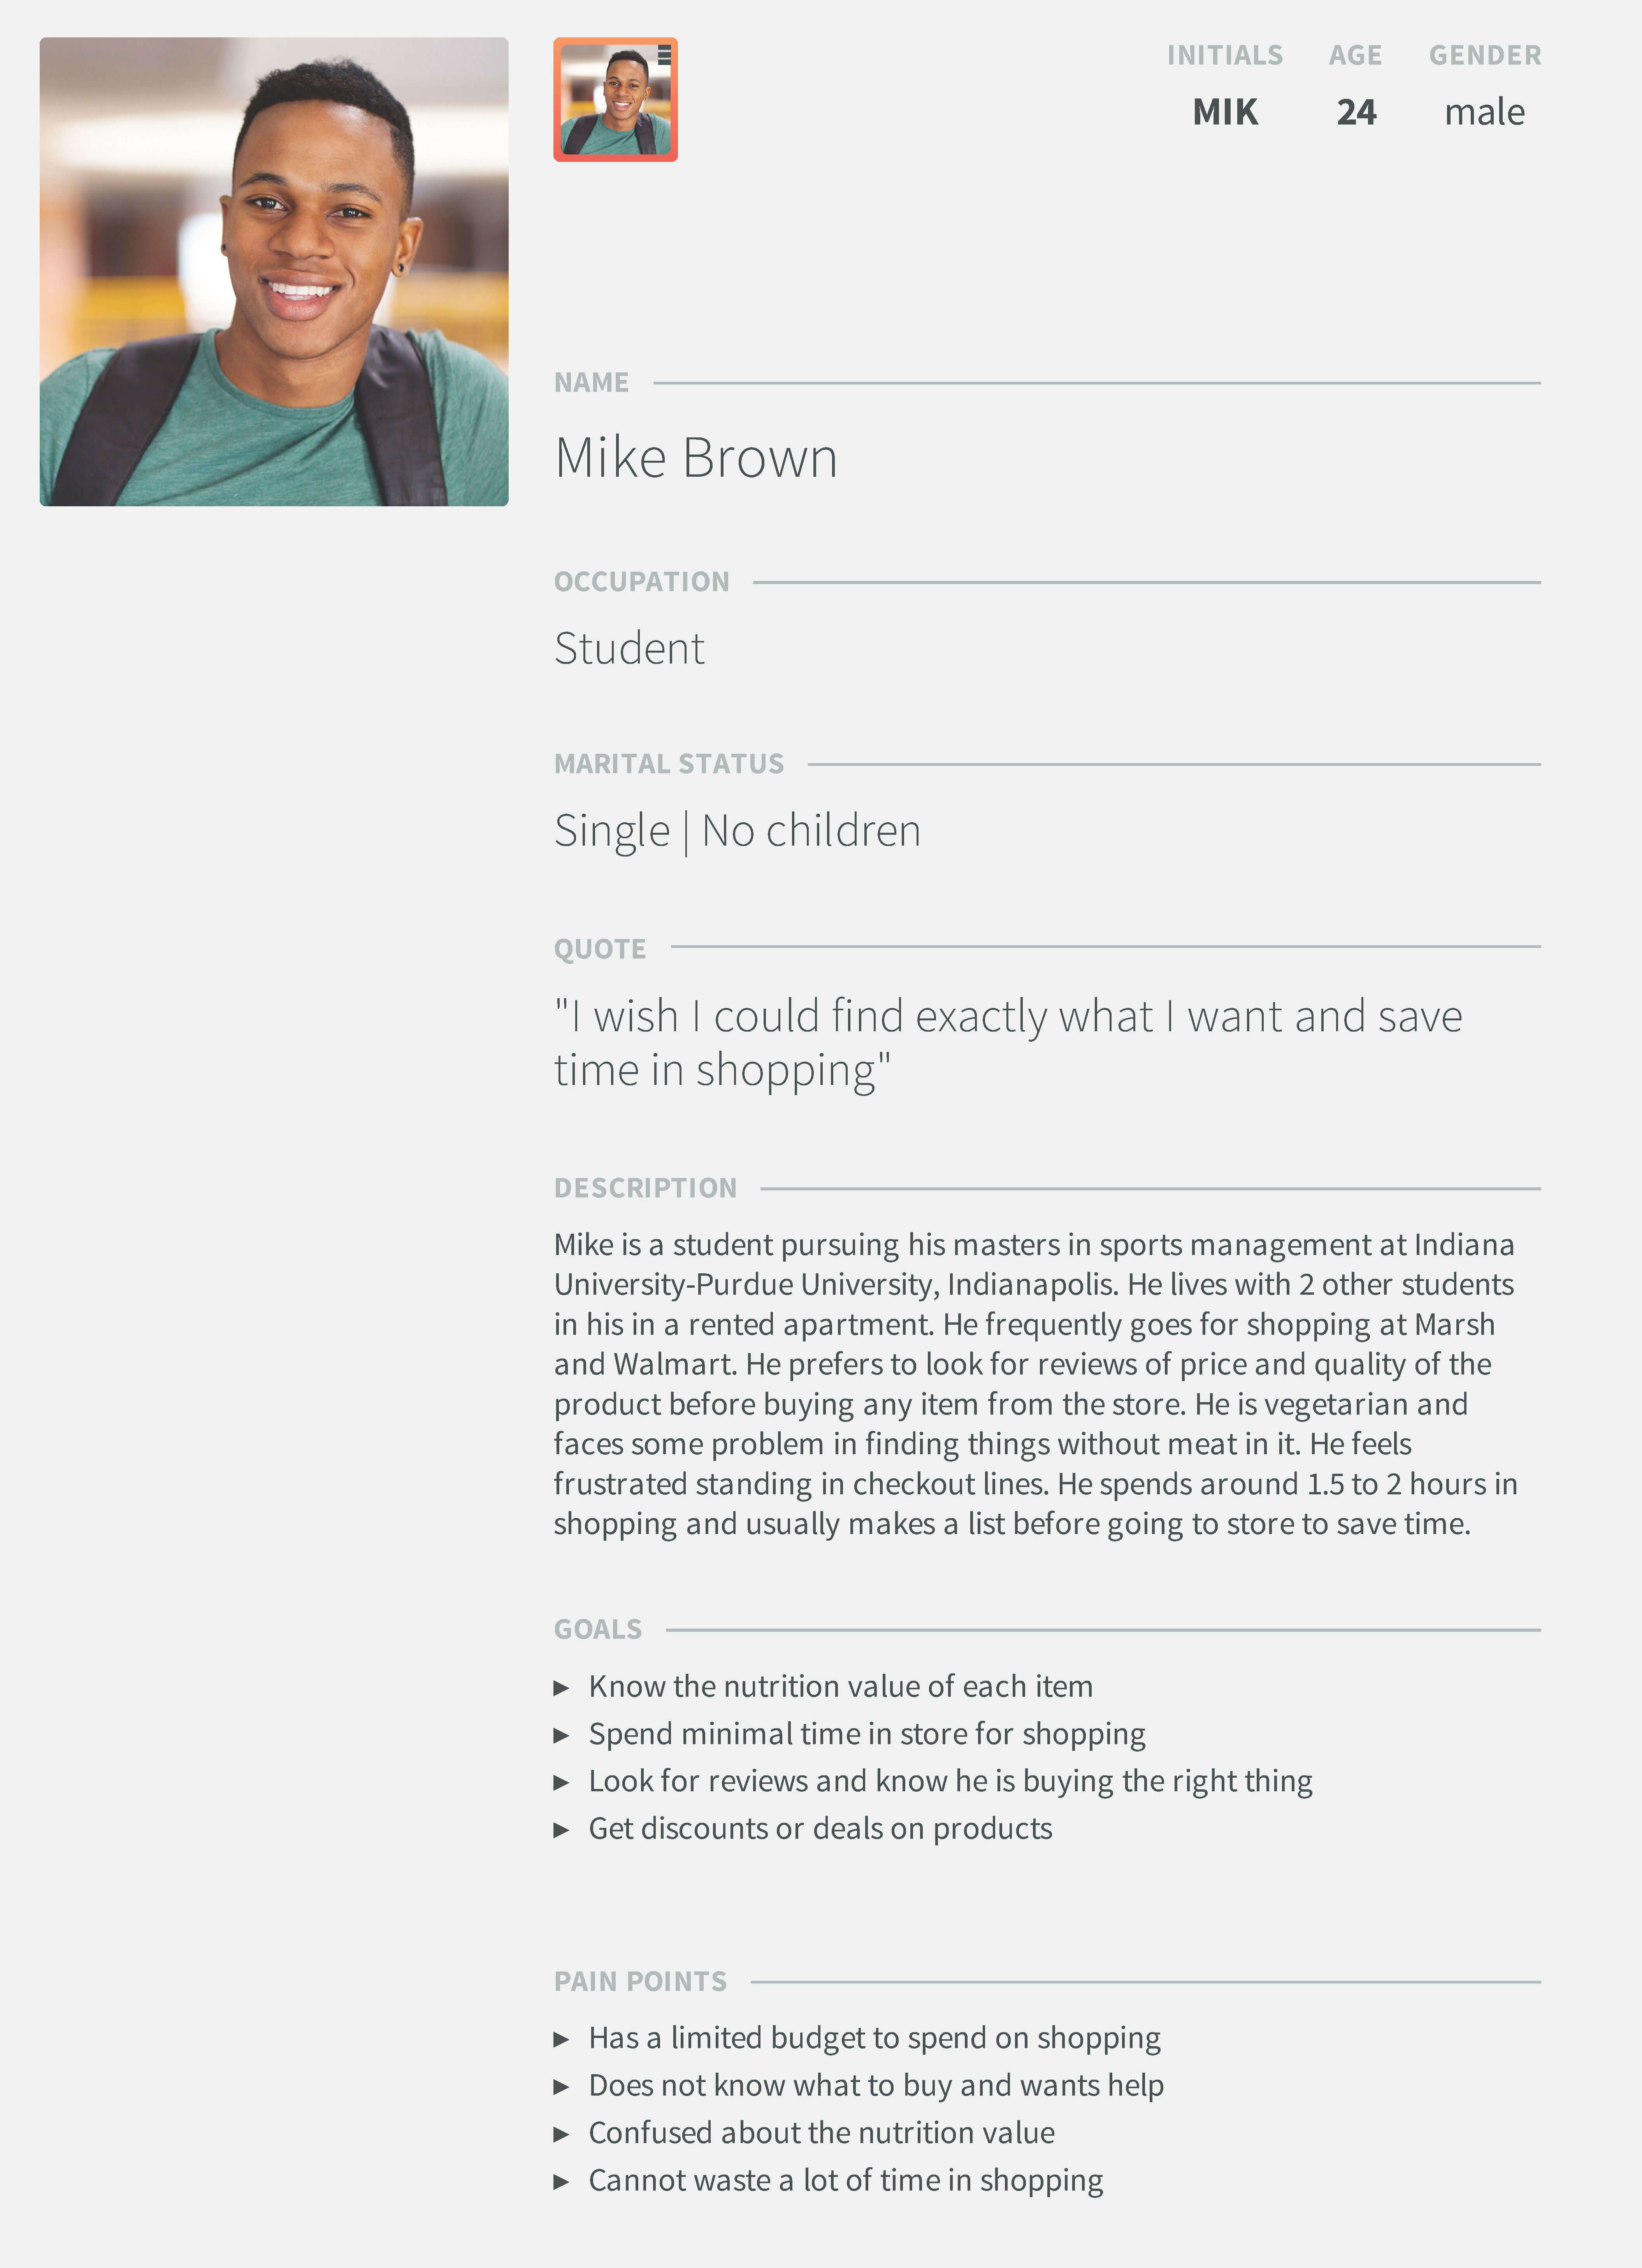 INITIALS AGE GENDER
MIK 24 male
NAME
Mike Brown
OCCUPATION
Student
MARITAL STATUS
Single | No children
QUOTE
"I wish I could find exactly what I want and save
time in shopping"
DESCRIPTION
Mike is a student pursuing his masters in sports management at Indiana
University-Purdue University, Indianapolis. He lives with 2 other students
in his in a rented apartment. He frequently goes for shopping at Marsh
and Walmart. He prefers to look for reviews of price and quality of the
product before buying any item from the store. He is vegetarian and
faces some problem in finding things without meat in it. He feels
frustrated standing in checkout lines. He spends around 1.5 to 2 hours in
shopping and usually makes a list before going to store to save time.
GOALS
▶ Know the nutrition value of each item
▶ Spend minimal time in store for shopping
▶ Look for reviews and know he is buying the right thing
▶ Get discounts or deals on products
PAIN POINTS
▶ Has a limited budget to spend on shopping
▶ Does not know what to buy and wants help
▶ Confused about the nutrition value
▶ Cannot waste a lot of time in shopping